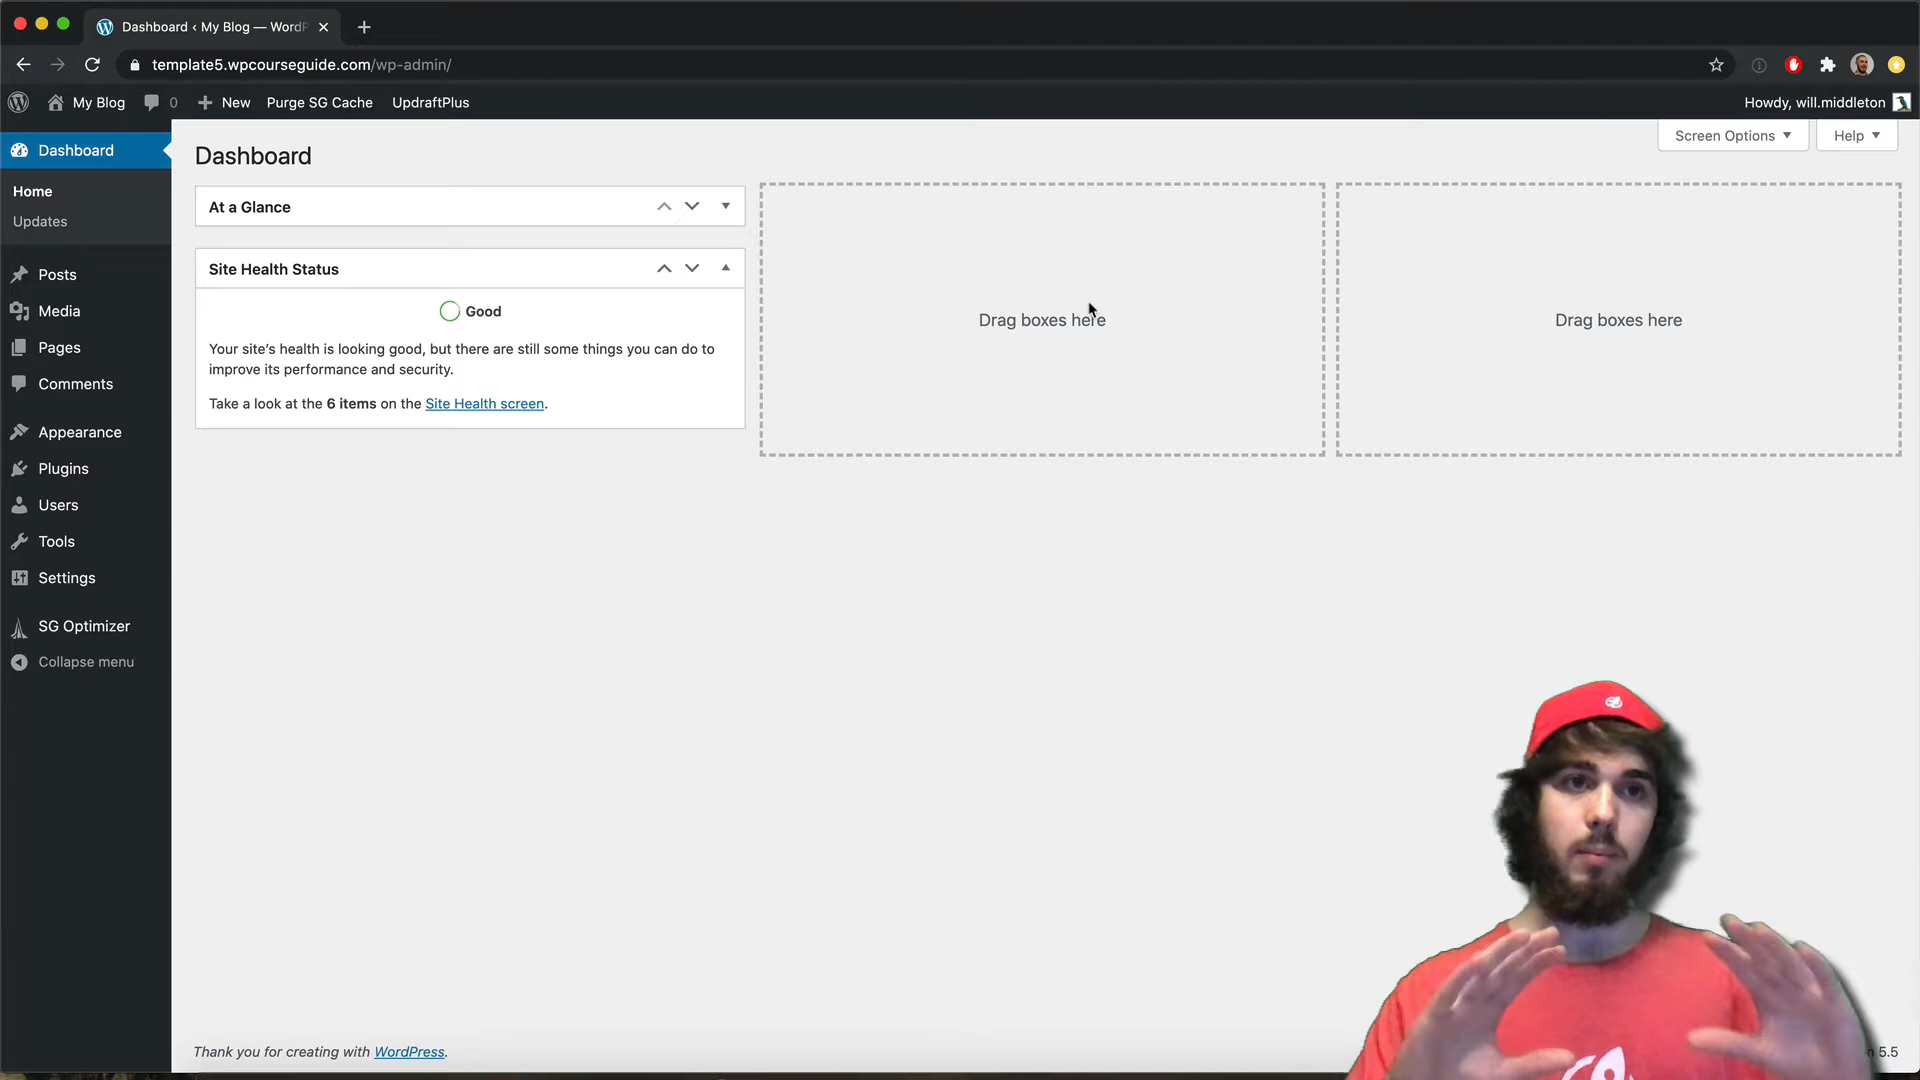 Dashboard ‹ My Blog — WordP
template5.wpcourseguide.com/wp-admin/
My Blog 0 New Purge SG Cache UpdraftPlus Howdy, will.middleton
Dashboard
Home
Updates
Posts
Media
Pages
Comments
Appearance
Plugins
Users
Tools
Settings
SG Optimizer
Collapse menu
Screen Options Help
Dashboard
At a Glance
Site Health Status
Good
Your site’s health is looking good, but there are still some things you can do to
improve its performance and security.
Take a look at the 6 items on the Site Health screen.
Drag boxes here
Drag boxes here
Thank you for creating with WordPress.
5.5